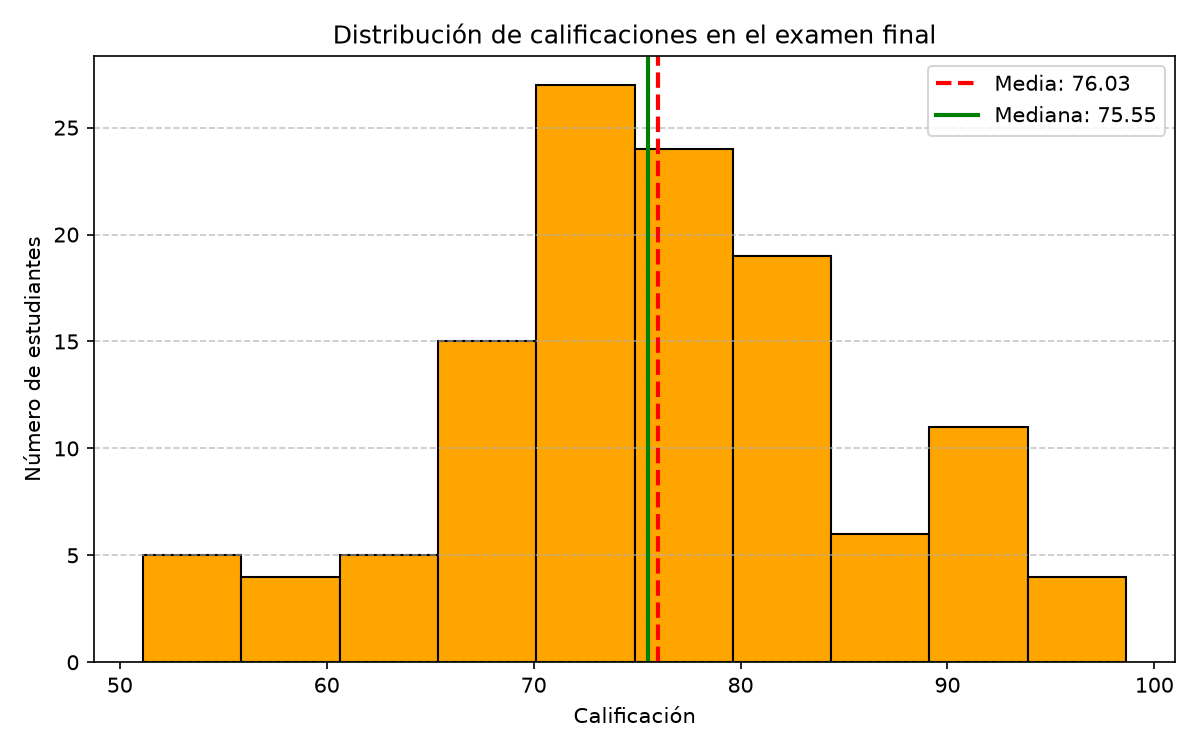 Distribución de calificaciones en el examen final
Media: 76.03
Mediana: 75.55
Número de estudiantes
25
20
15
10
5
0
50 60 70 80 90 100
Calificación